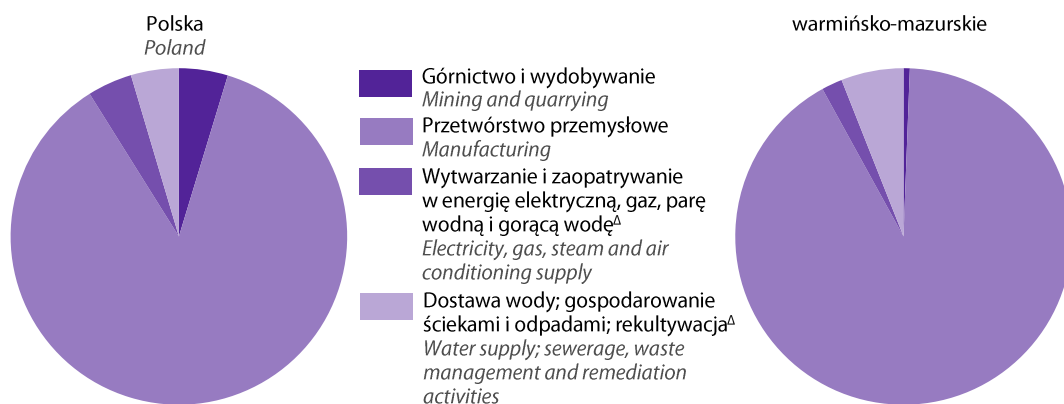 Polska
Poland
warmińsko-mazurskie
Górnictwo i wydobywanie
Mining and quarrying
Przetwórstwo przemysłowe
Manufacturing
Wytwarzanie i zaopatrywanie
w energię elektryczną, gaz, parę
wodną i gorącą wodęᐞ
Electricity, gas, steam and air
conditioning supply
Dostawa wody; gospodarowanie
ściekami i odpadami; rekultywacjaᐞ
Water supply; sewerage, waste
management and remediation
activities